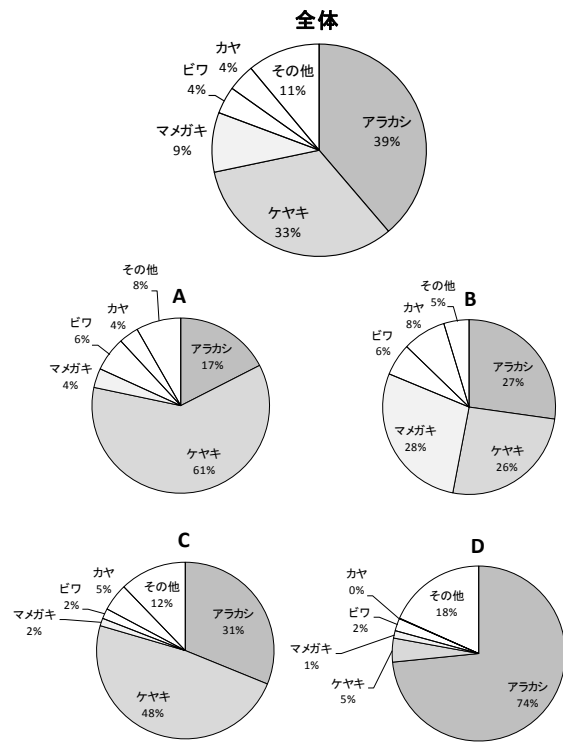 全体
アラカシ
39%
ケヤキ
33%
マメガキ
9%
ビワ
4%
カヤ
4%
その他
11%
A
アラカシ
17%
ケヤキ
61%
マメガキ
4%
ビワ
6%
カヤ
4%
その他
8%
B
アラカシ
27%
ケヤキ
26%
マメガキ
28%
ビワ
6%
カヤ
8%
その他
5%
C
アラカシ
31%
ケヤキ
48%
マメガキ
2%
ビワ
2%
カヤ
5%
その他
12%
D
アラカシ
74%
ケヤキ
5%
マメガキ
1%
ビワ
2%
カヤ
0%
その他
18%